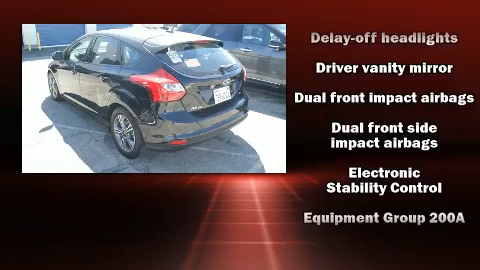 Delay-off headlights
Driver vanity mirror
Dual front impact airbags
Dual front side
impact airbags
Electronic
Stability Control
Equipment Group 200A